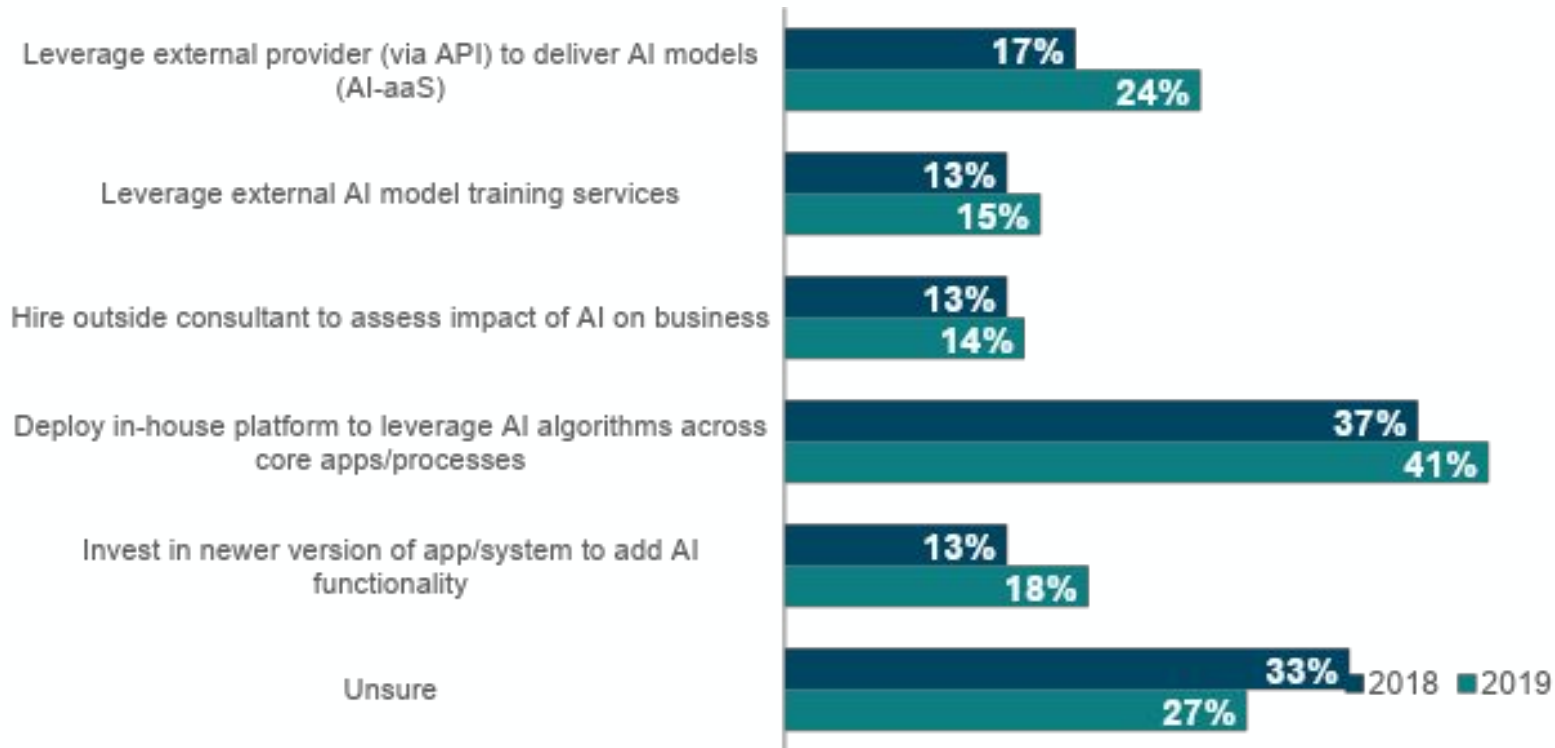 Leverage external provider (via API) to deliver AI models
(AI-aaS)
17%
24%
Leverage external AI model training services
13%
15%
Hire outside consultant to assess impact of AI on business
13%
14%
Deploy in-house platform to leverage AI algorithms across
core apps/processes
37%
41%
Invest in newer version of app/system to add AI
functionality
13%
18%
Unsure
33%
27%
2018 2019